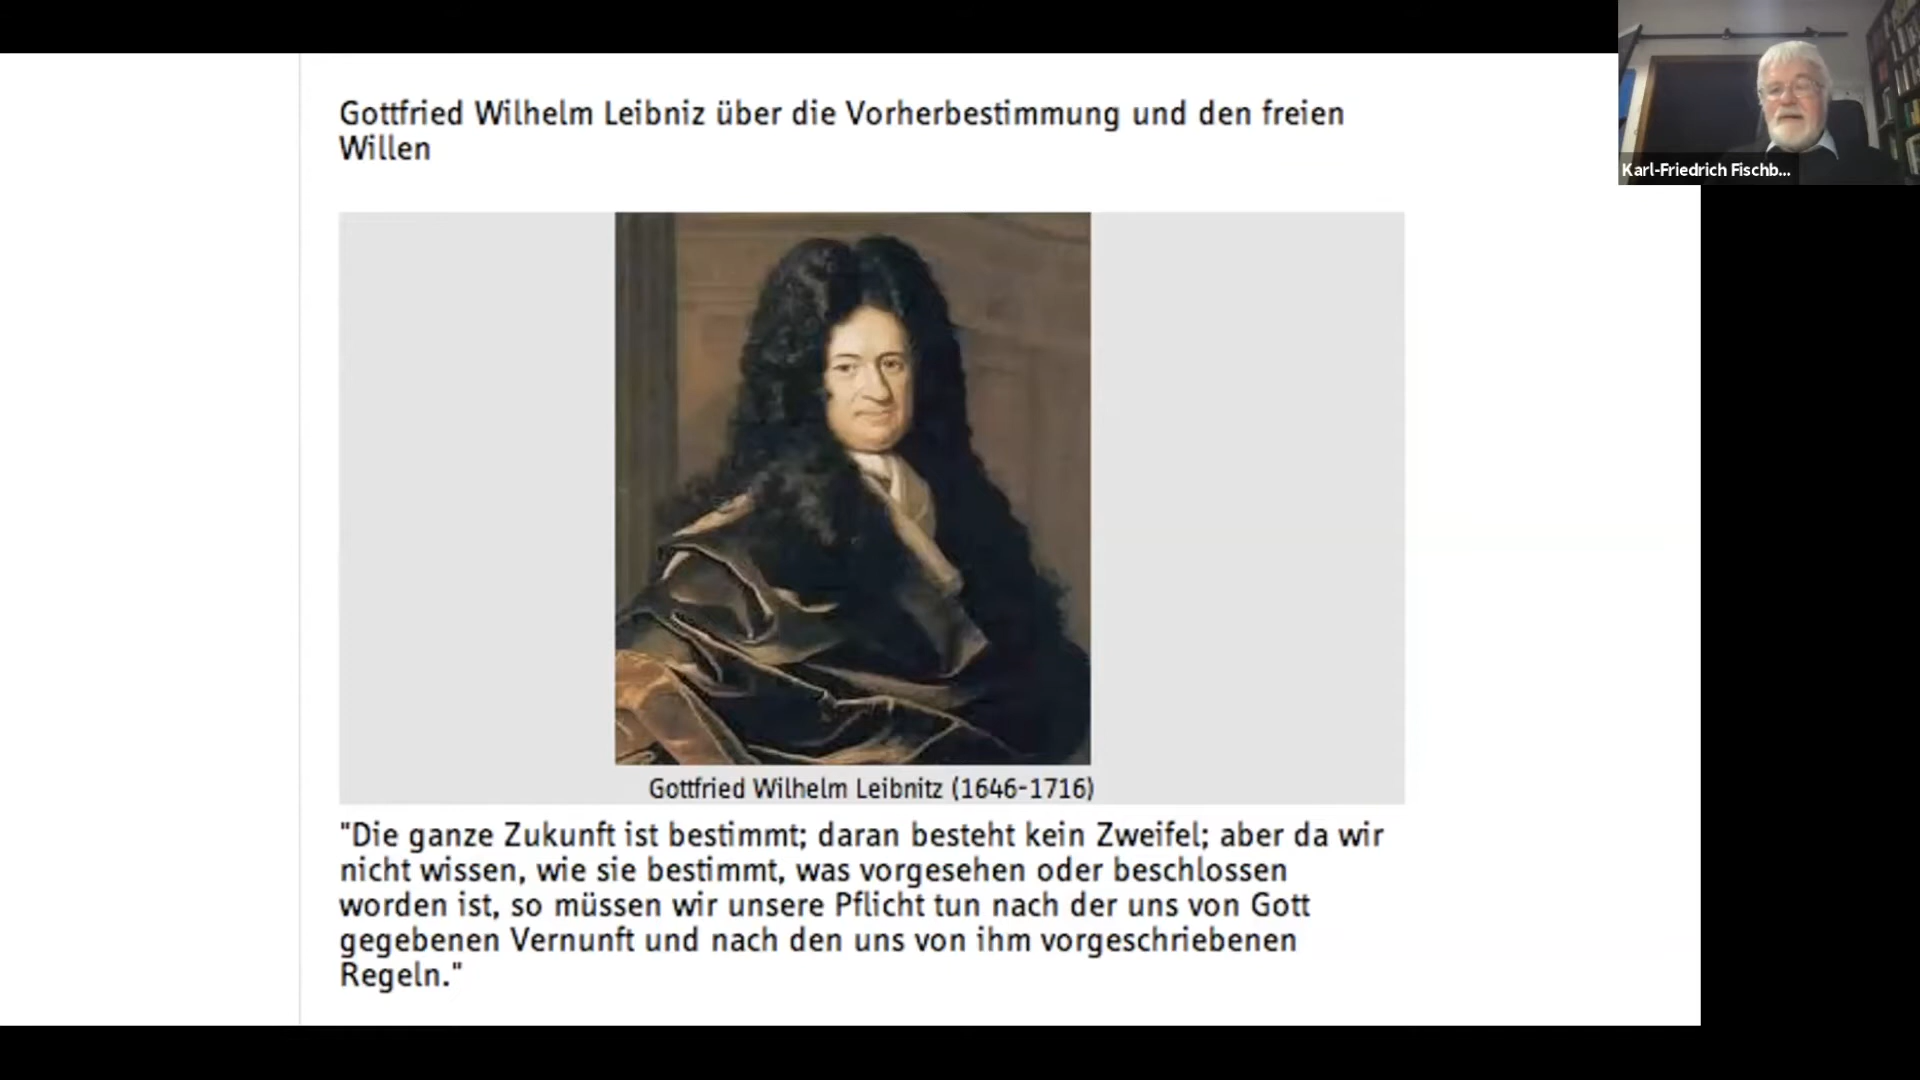 Gottfried Wilhelm Leibniz über die Vorherbestimmung und den freien
Willen
Karl-Friedrich Fischb...
Gottfried Wilhelm Leibnitz (1646-1716)
"Die ganze Zukunft ist bestimmt; daran besteht kein Zweifel; aber da wir
nicht wissen, wie sie bestimmt, was vorgesehen oder beschlossen
worden ist, so müssen wir unsere Pflicht tun nach der uns von Gott
gegebenen Vernunft und nach den uns von ihm vorgeschriebenen
Regeln."